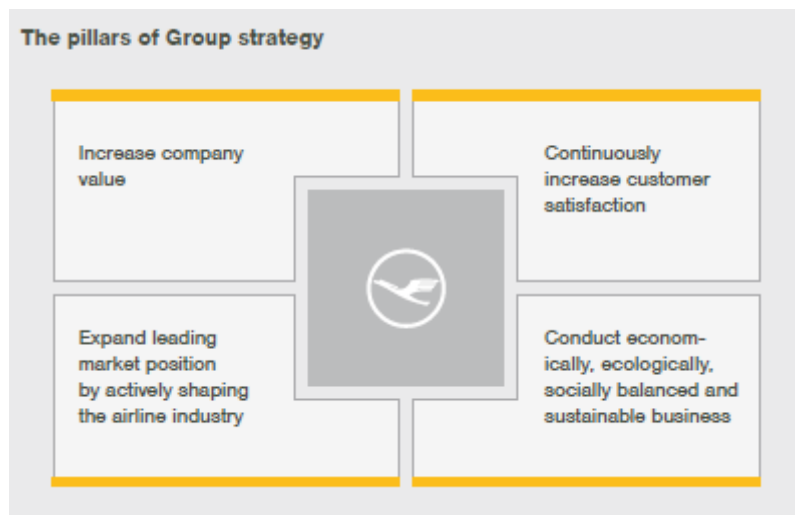 The pillars of Group strategy
Increase company
value
Continuously
increase customer
satisfaction
Expand leading
market position
by actively shaping
the airline industry
Conduct econom-
ically, ecologically,
socially balanced and
sustainable business